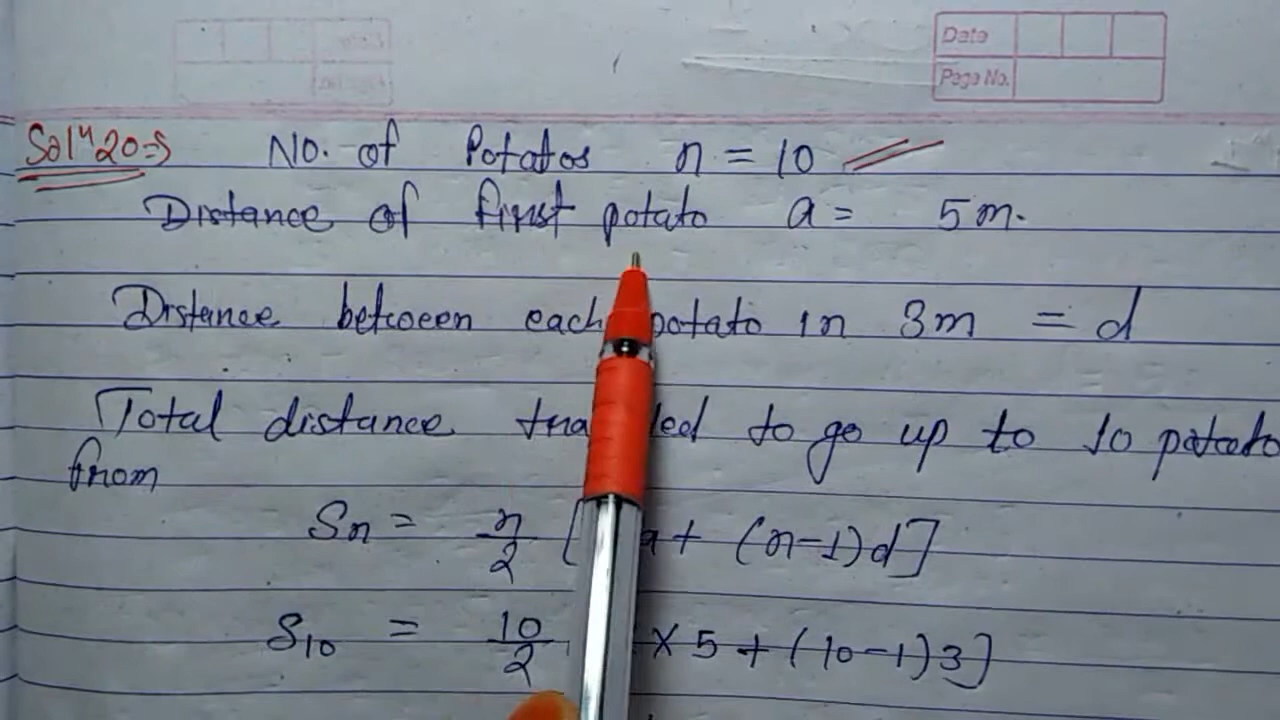 Date
Page No.
Solⁿ 20⇒ No. of Potatos n = 10
Distance of first potato a = 5m.
Distance between each potato in 3m = d
Total distance led to go up to 10 potato
from
Sn = n/2 [ a + (n-1)d]
S10 = 10/2 × 5 + (10-1)3]